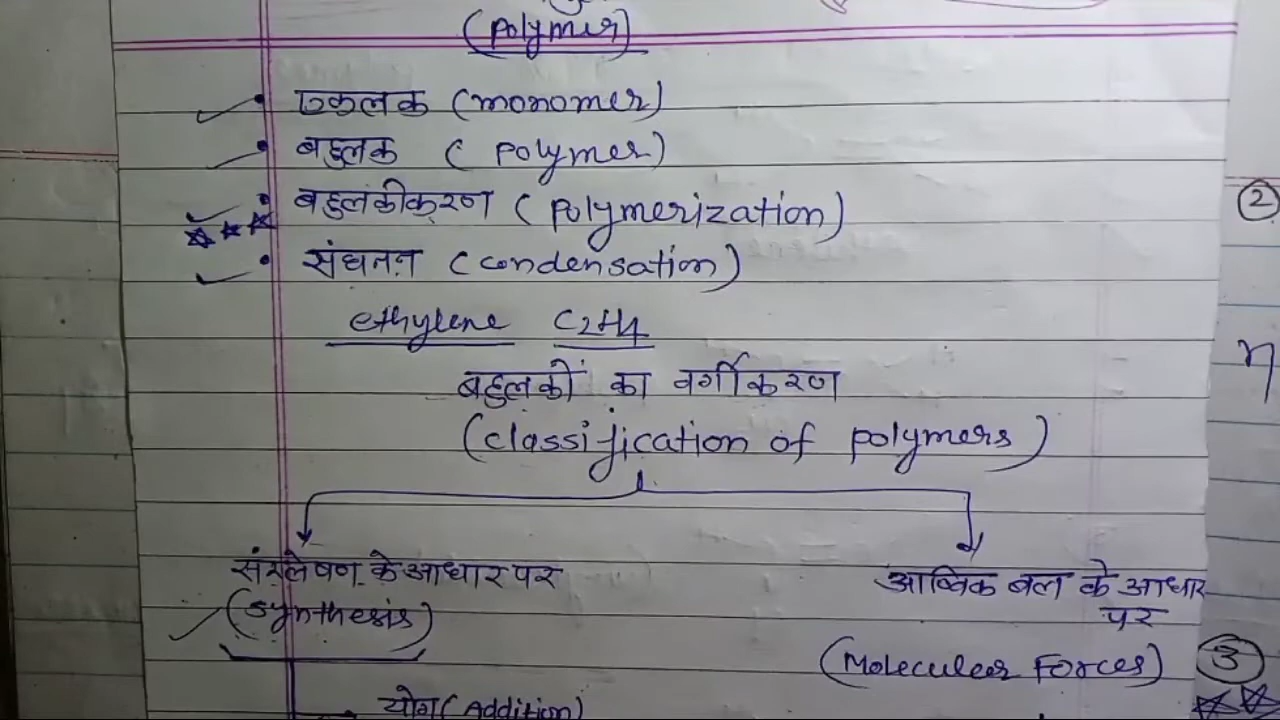 (polymer)
एकलक (monomer)
बहुलक (polymer)
बहुलकीकरण (polymerization)
संघनन (condensation)
ethylene C2H4
बहुलकों का वर्गीकरण
(classification of polymers)
संश्लेषण के आधार पर
(synthesis)
आण्विक बल के आधार
पर
(Moleculeer Forces)
योग (Addition)
2
η
3